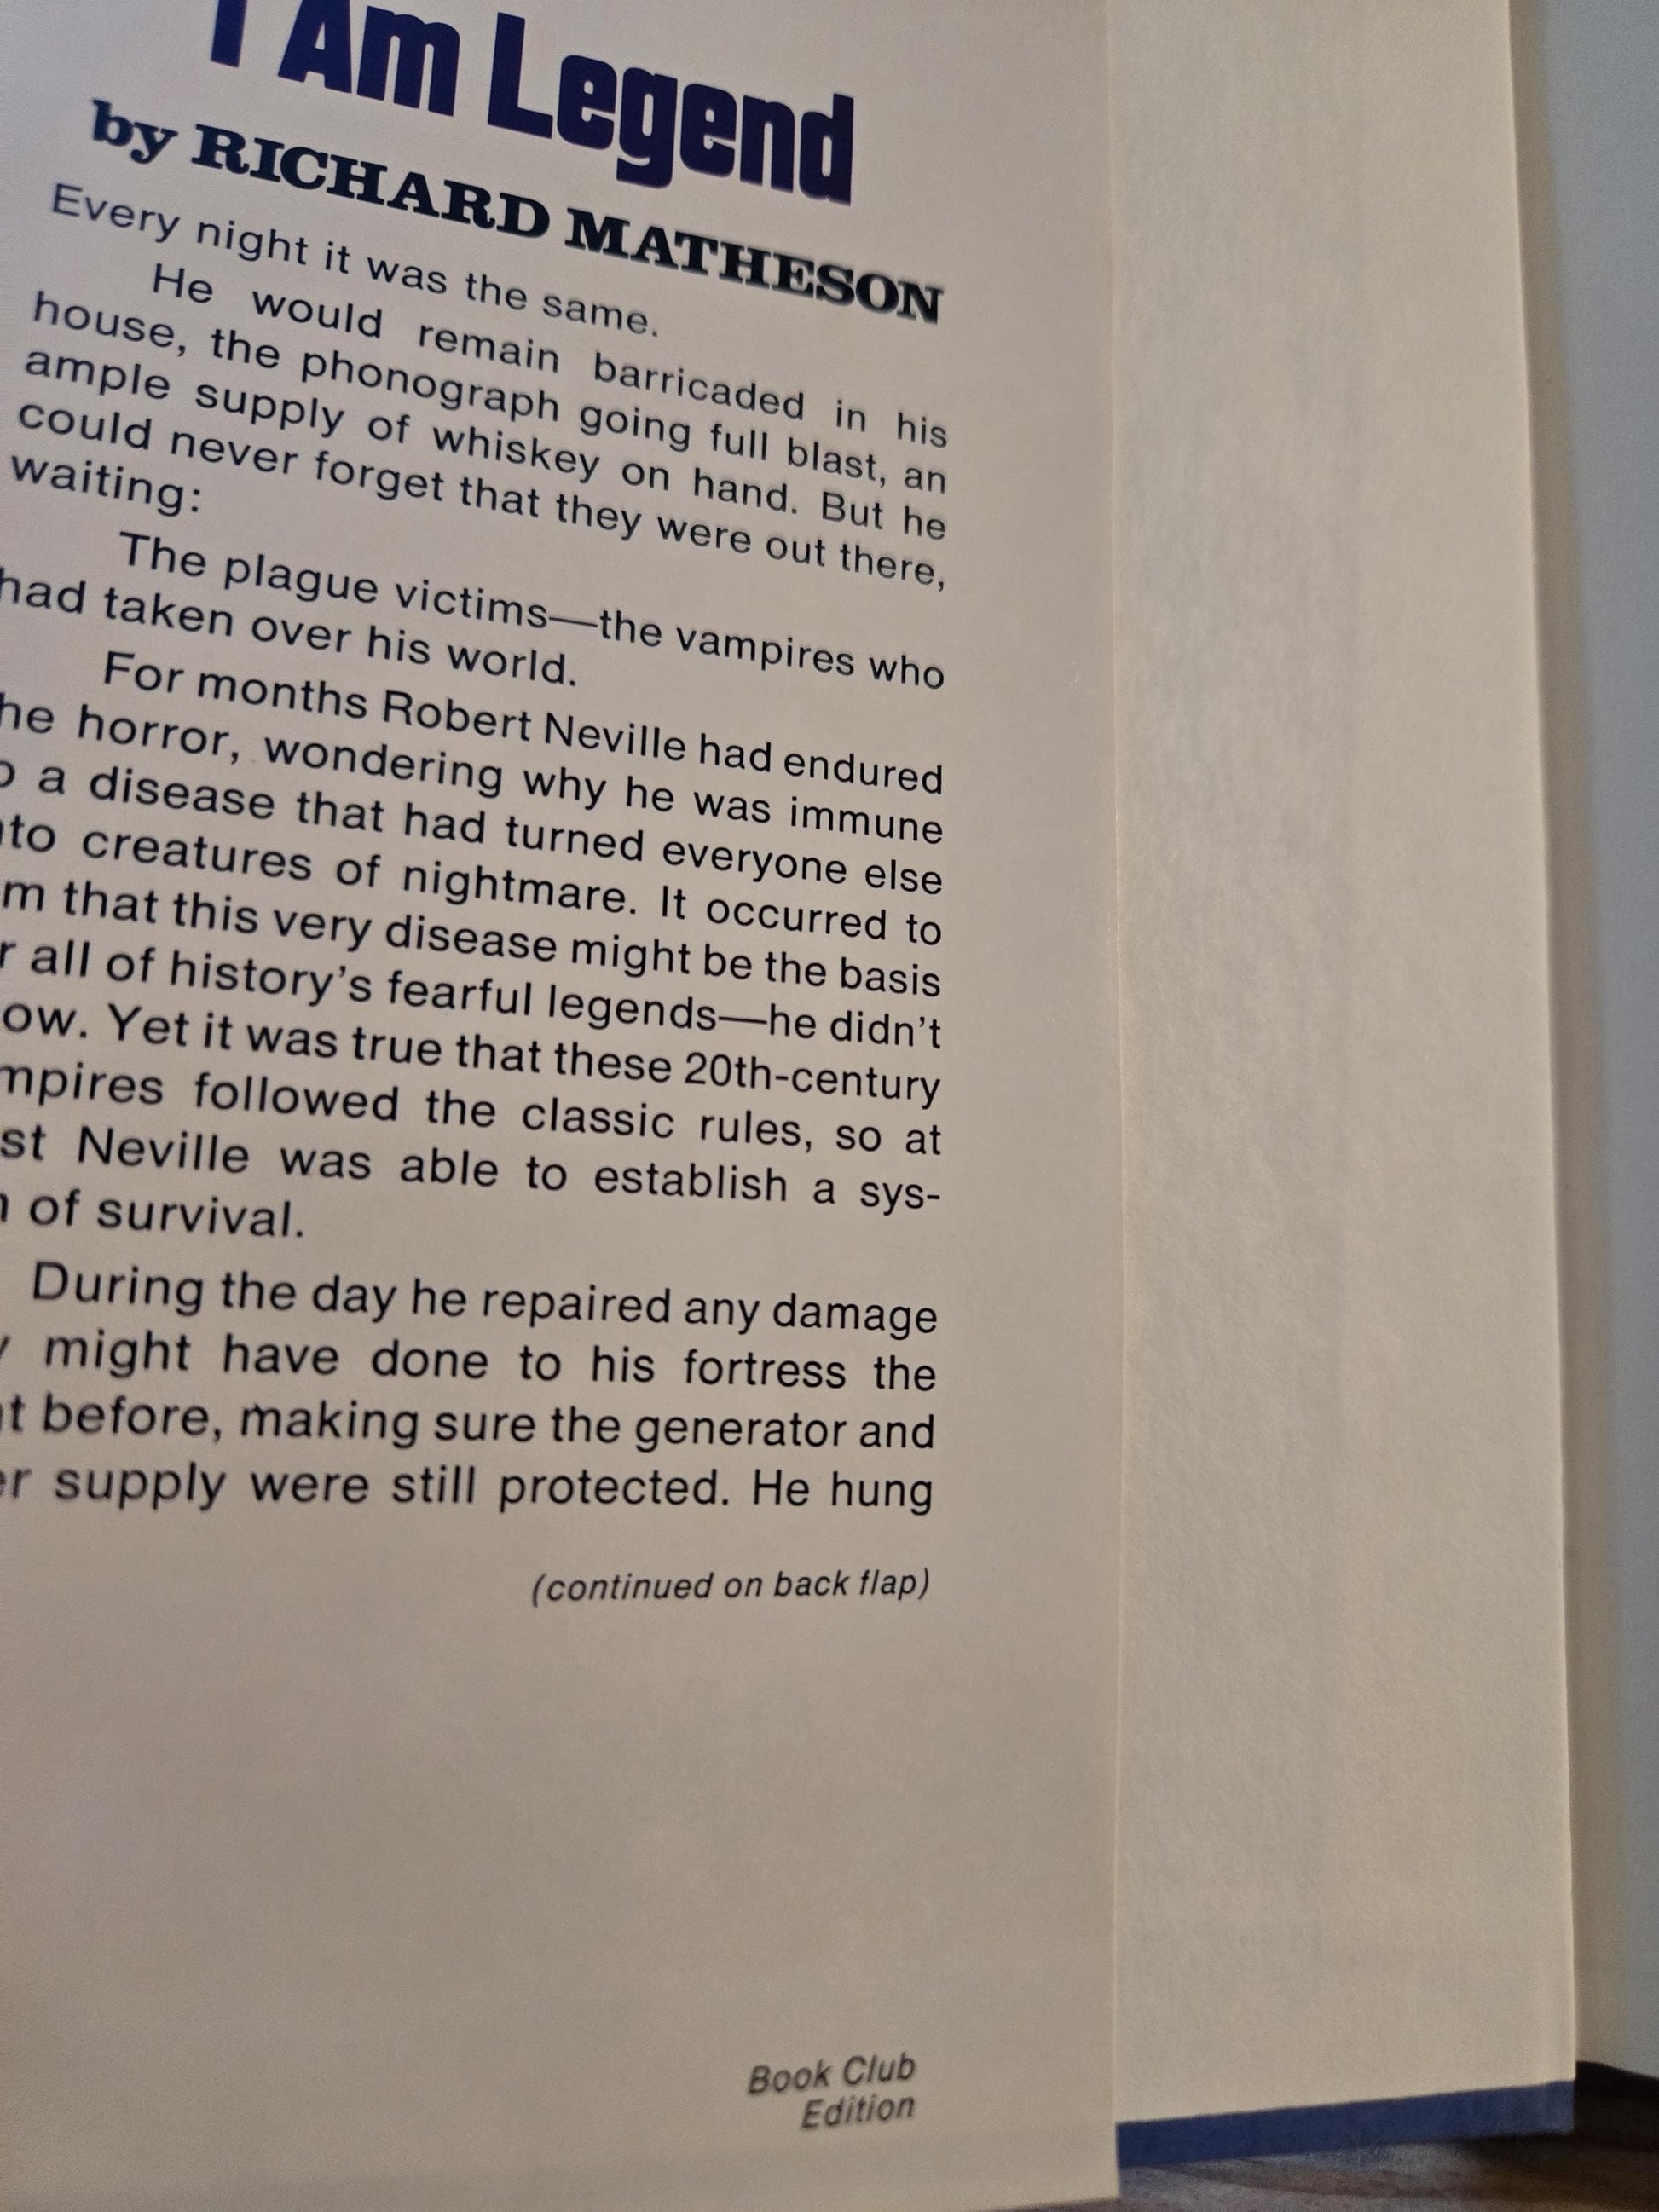 I Am Legend
by RICHARD MATHESON
Every night it was the same.
He would remain barricaded in his
house, the phonograph going full blast, an
ample supply of whiskey on hand. But he
could never forget that they were out there,
waiting:
The plague victims—the vampires who
had taken over his world.
For months Robert Neville had endured
he horror, wondering why he was immune
o a disease that had turned everyone else
nto creatures of nightmare. It occurred to
m that this very disease might be the basis
r all of history's fearful legends—he didn't
ow. Yet it was true that these 20th-century
mpires followed the classic rules, so at
st Neville was able to establish a sys-
of survival.
During the day he repaired any damage
might have done to his fortress the
t before, making sure the generator and
er supply were still protected. He hung
(continued on back flap)
Book Club
Edition